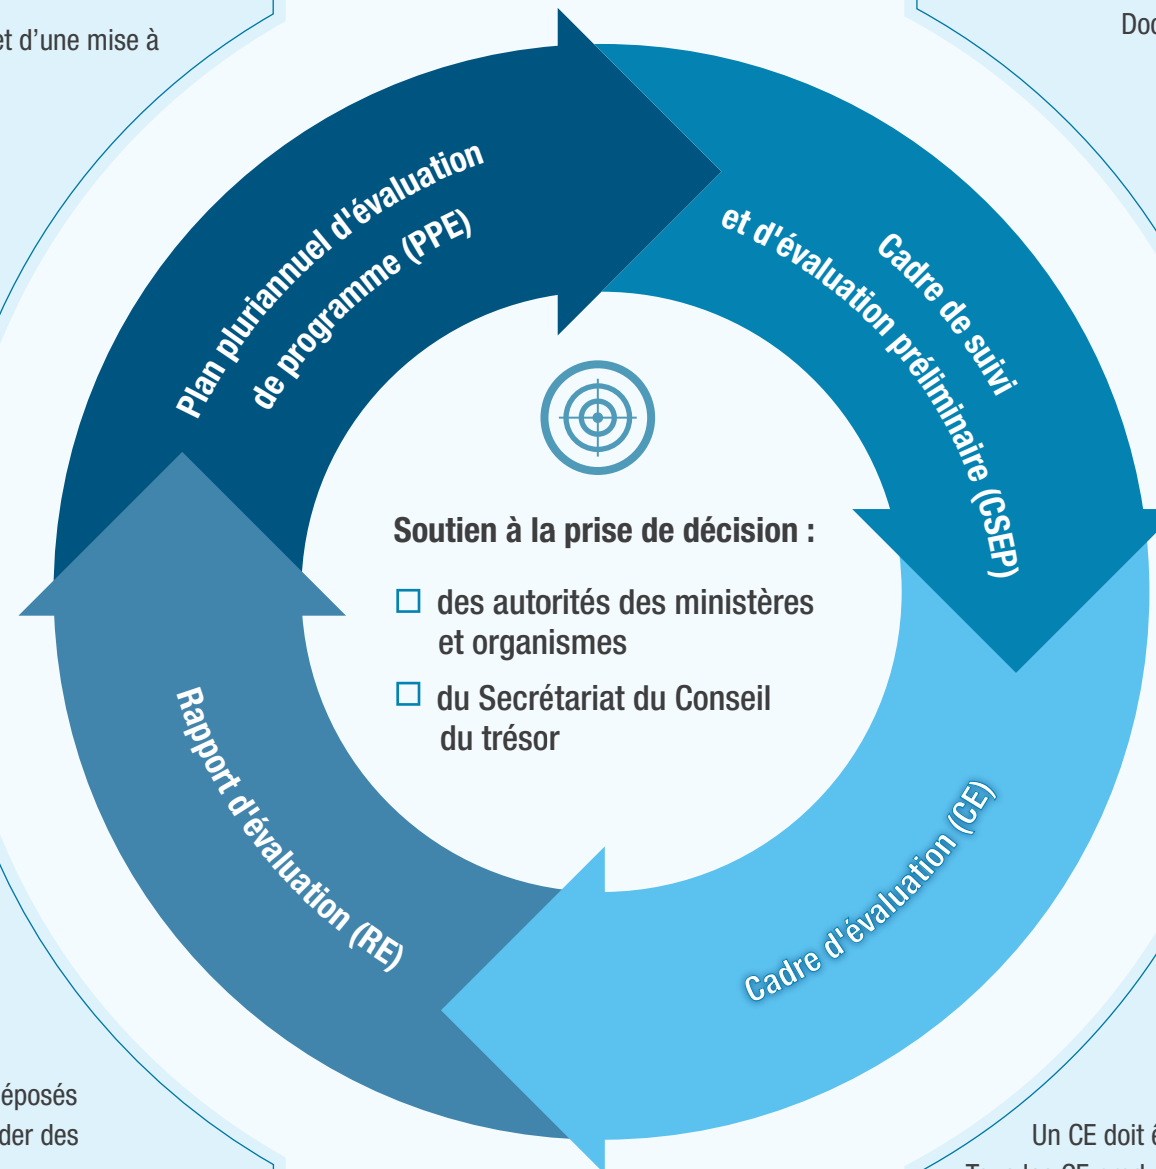 et d'une mise à
Doc
Plan pluriannuel d'évaluation
de programme (PPE)
Cadre de suivi
et d'évaluation préliminaire (CSEP)
Soutien à la prise de décision :
des autorités des ministères
et organismes
du Secrétariat du Conseil
du trésor
Rapport d'évaluation (RE)
Cadre d'évaluation (CE)
éposés
der des
Un CE doit ê